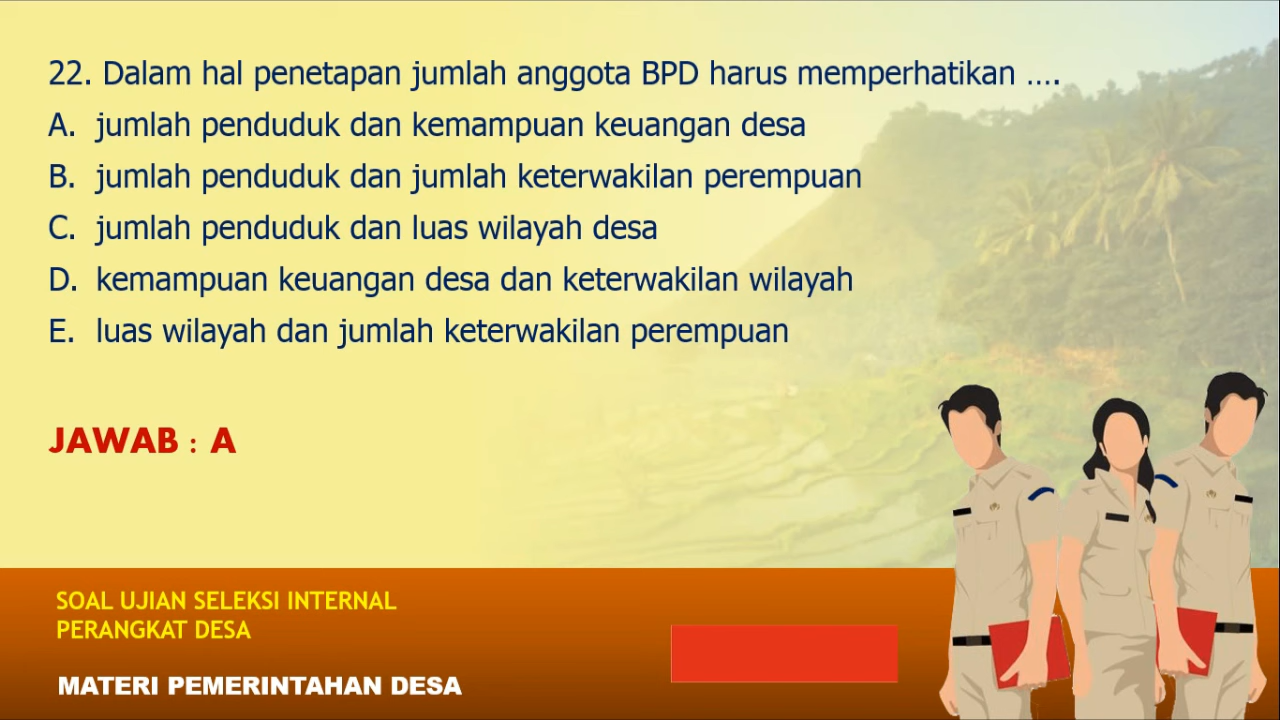 22. Dalam hal penetapan jumlah anggota BPD harus memperhatikan ....
A. jumlah penduduk dan kemampuan keuangan desa
B. jumlah penduduk dan jumlah keterwakilan perempuan
C. jumlah penduduk dan luas wilayah desa
D. kemampuan keuangan desa dan keterwakilan wilayah
E. luas wilayah dan jumlah keterwakilan perempuan
JAWAB : A
SOAL UJIAN SELEKSI INTERNAL
PERANGKAT DESA
MATERI PEMERINTAHAN DESA